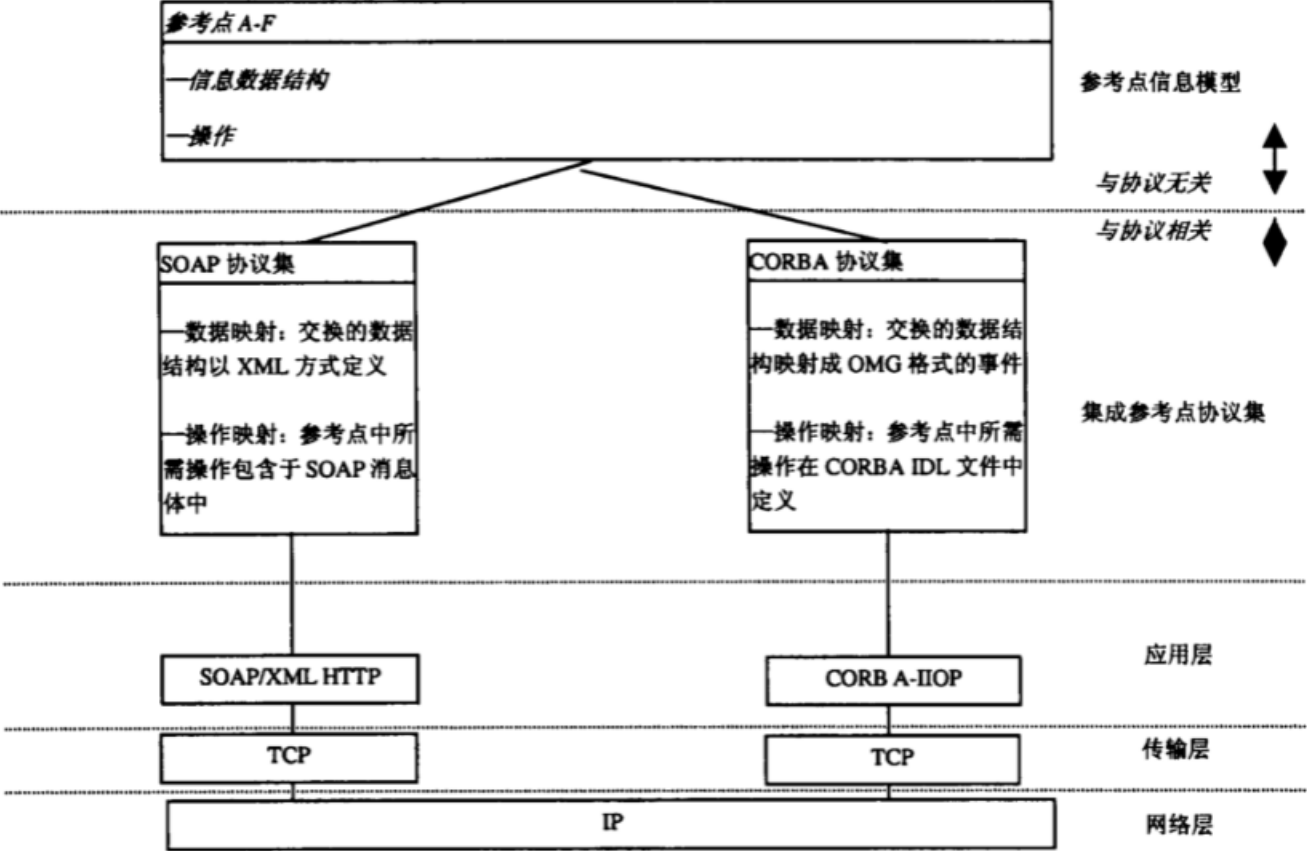 参考点 A-F
—信息数据结构
—操作
参考点信息模型
与协议无关
与协议相关
SOAP 协议集
—数据映射：交换的数据
结构以 XML 方式定义
—操作映射：参考点中所
需操作包含于 SOAP 消息
体中
CORBA 协议集
—数据映射：交换的数据结
构映射成 OMG 格式的事件
—操作映射：参考点中所需
操作在 CORBA IDL 文件中
定义
集成参考点协议集
SOAP/XML HTTP
CORB A-IIOP
应用层
TCP
TCP
传输层
IP
网络层